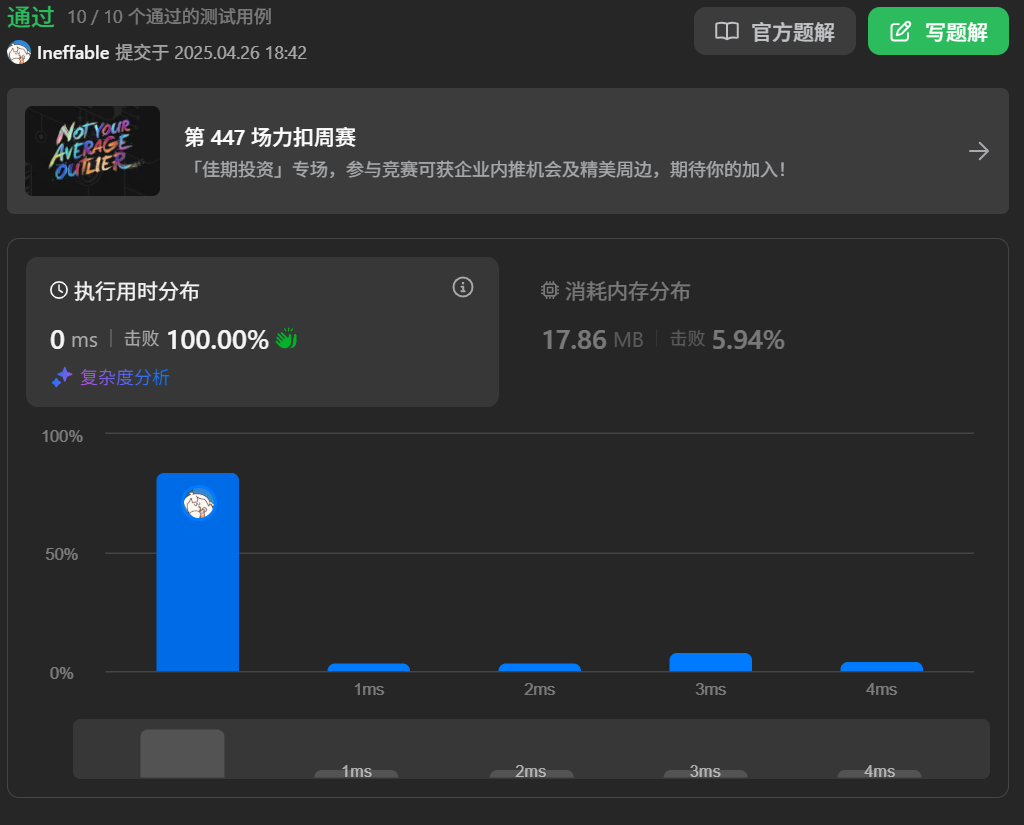 通过 10 / 10 个通过的测试用例
官方题解
写题解
Ineffable 提交于 2025.04.26 18:42
NOT YOUR
AVERAGE
OUTLIER
第 447 场力扣周赛
「佳期投资」专场，参与竞赛可获企业内推机会及精美周边，期待你的加入！
执行用时分布
0 ms 击败 100.00%
复杂度分析
消耗内存分布
17.86 MB 击败 5.94%
100%
50%
0%
1ms 2ms 3ms 4ms
1ms 2ms 3ms 4ms